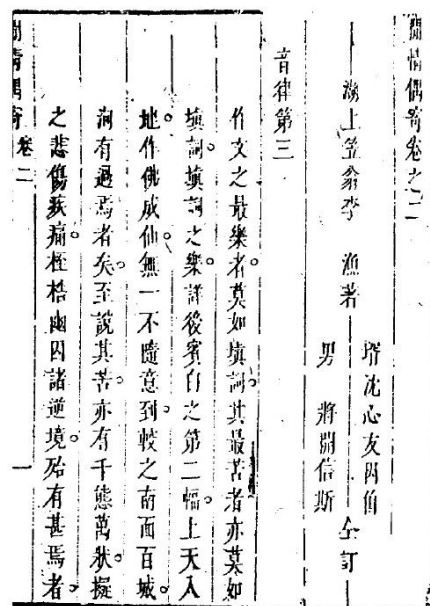 閒情偶寄卷之二
湖上笠翁李 漁著
壻沈心友因伯
男 將開信斯
仝訂
音律第三
作文之最樂者。莫如填詞。其最苦者亦莫如
填詞。填詞之樂。詳後賓白之第二幅。上天入
地。作佛成仙。無一不隨意到。較之南面百城。
洵有過焉者矣。至說其苦。亦有千態萬狀。擬
之悲傷疾痛。桎梏幽囚諸逆境。殆有甚焉者。
閒情偶寄 卷二 一